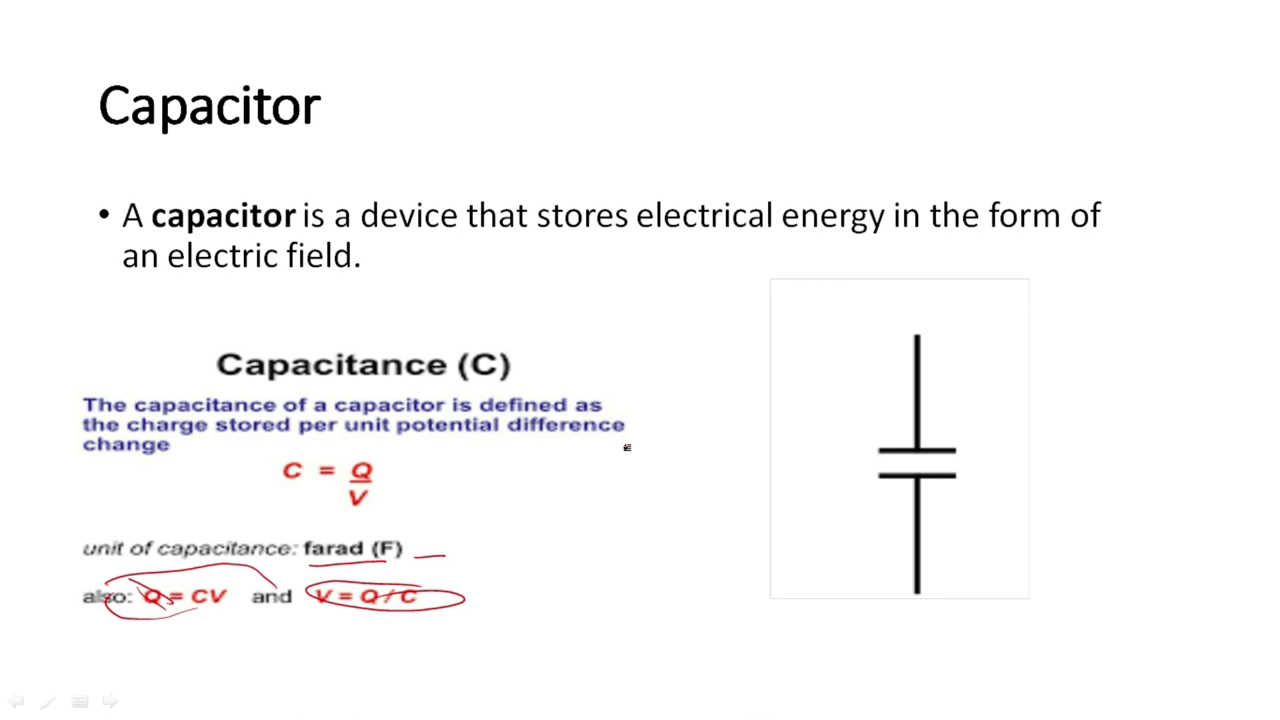 Capacitor
• A capacitor is a device that stores electrical energy in the form of
an electric field.
Capacitance (C)
The capacitance of a capacitor is defined as
the charge stored per unit potential difference
change
C = Q
V
unit of capacitance: farad (F)
also: Q = CV and V = Q / C